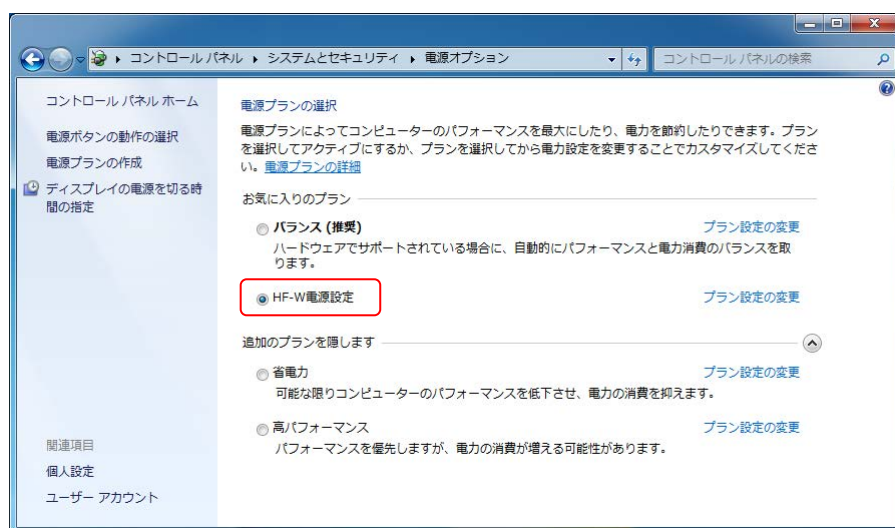 コントロール パネル ▸ システムとセキュリティ ▸ 電源オプション
コントロール パネルの検索
コントロール パネル ホーム
電源ボタンの動作の選択
電源プランの作成
ディスプレイの電源を切る時
間の指定
関連項目
個人設定
ユーザー アカウント
電源プランの選択
電源プランによってコンピューターのパフォーマンスを最大にしたり、電力を節約したりできます。プラン
を選択してアクティブにするか、プランを選択してから電力設定を変更することでカスタマイズしてくださ
い。電源プランの詳細
お気に入りのプラン
バランス (推奨) プラン設定の変更
ハードウェアでサポートされている場合に、自動的にパフォーマンスと電力消費のバランスを取
ります。
HF-W電源設定 プラン設定の変更
追加のプランを隠します
省電力 プラン設定の変更
可能な限りコンピューターのパフォーマンスを低下させ、電力の消費を抑えます。
高パフォーマンス プラン設定の変更
パフォーマンスを優先しますが、電力の消費が増える可能性があります。